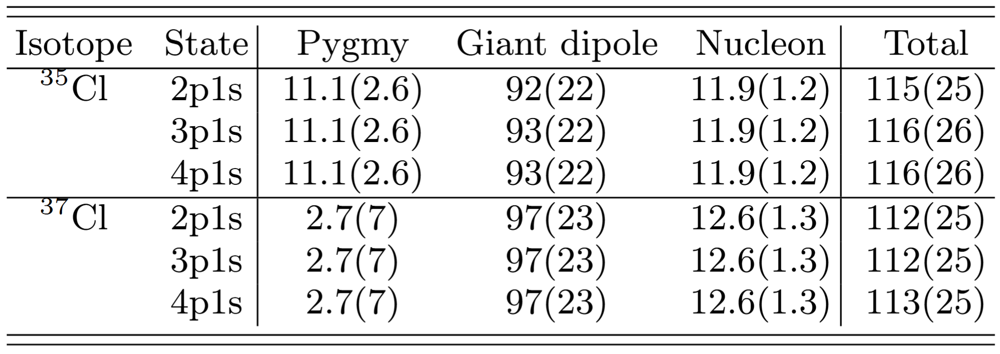 Isotope State Pygmy Giant dipole Nucleon Total
³⁵Cl 2p1s 11.1(2.6) 92(22) 11.9(1.2) 115(25)
3p1s 11.1(2.6) 93(22) 11.9(1.2) 116(26)
4p1s 11.1(2.6) 93(22) 11.9(1.2) 116(26)
³⁷Cl 2p1s 2.7(7) 97(23) 12.6(1.3) 112(25)
3p1s 2.7(7) 97(23) 12.6(1.3) 112(25)
4p1s 2.7(7) 97(23) 12.6(1.3) 113(25)